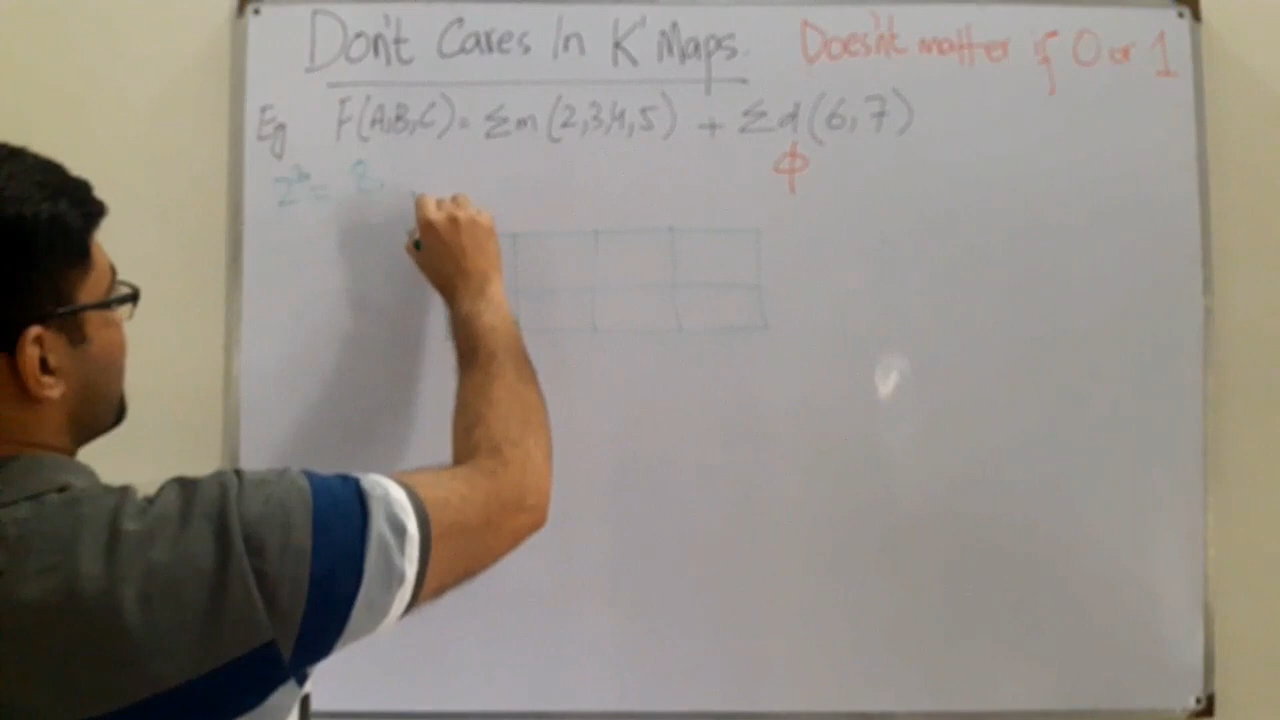 Don't Cares In K Maps. Doesn't matter if 0 or 1
Eg F(A,B,C) = Σm(2,3,4,5) + Σd(6,7)
ϕ
2³ = 8